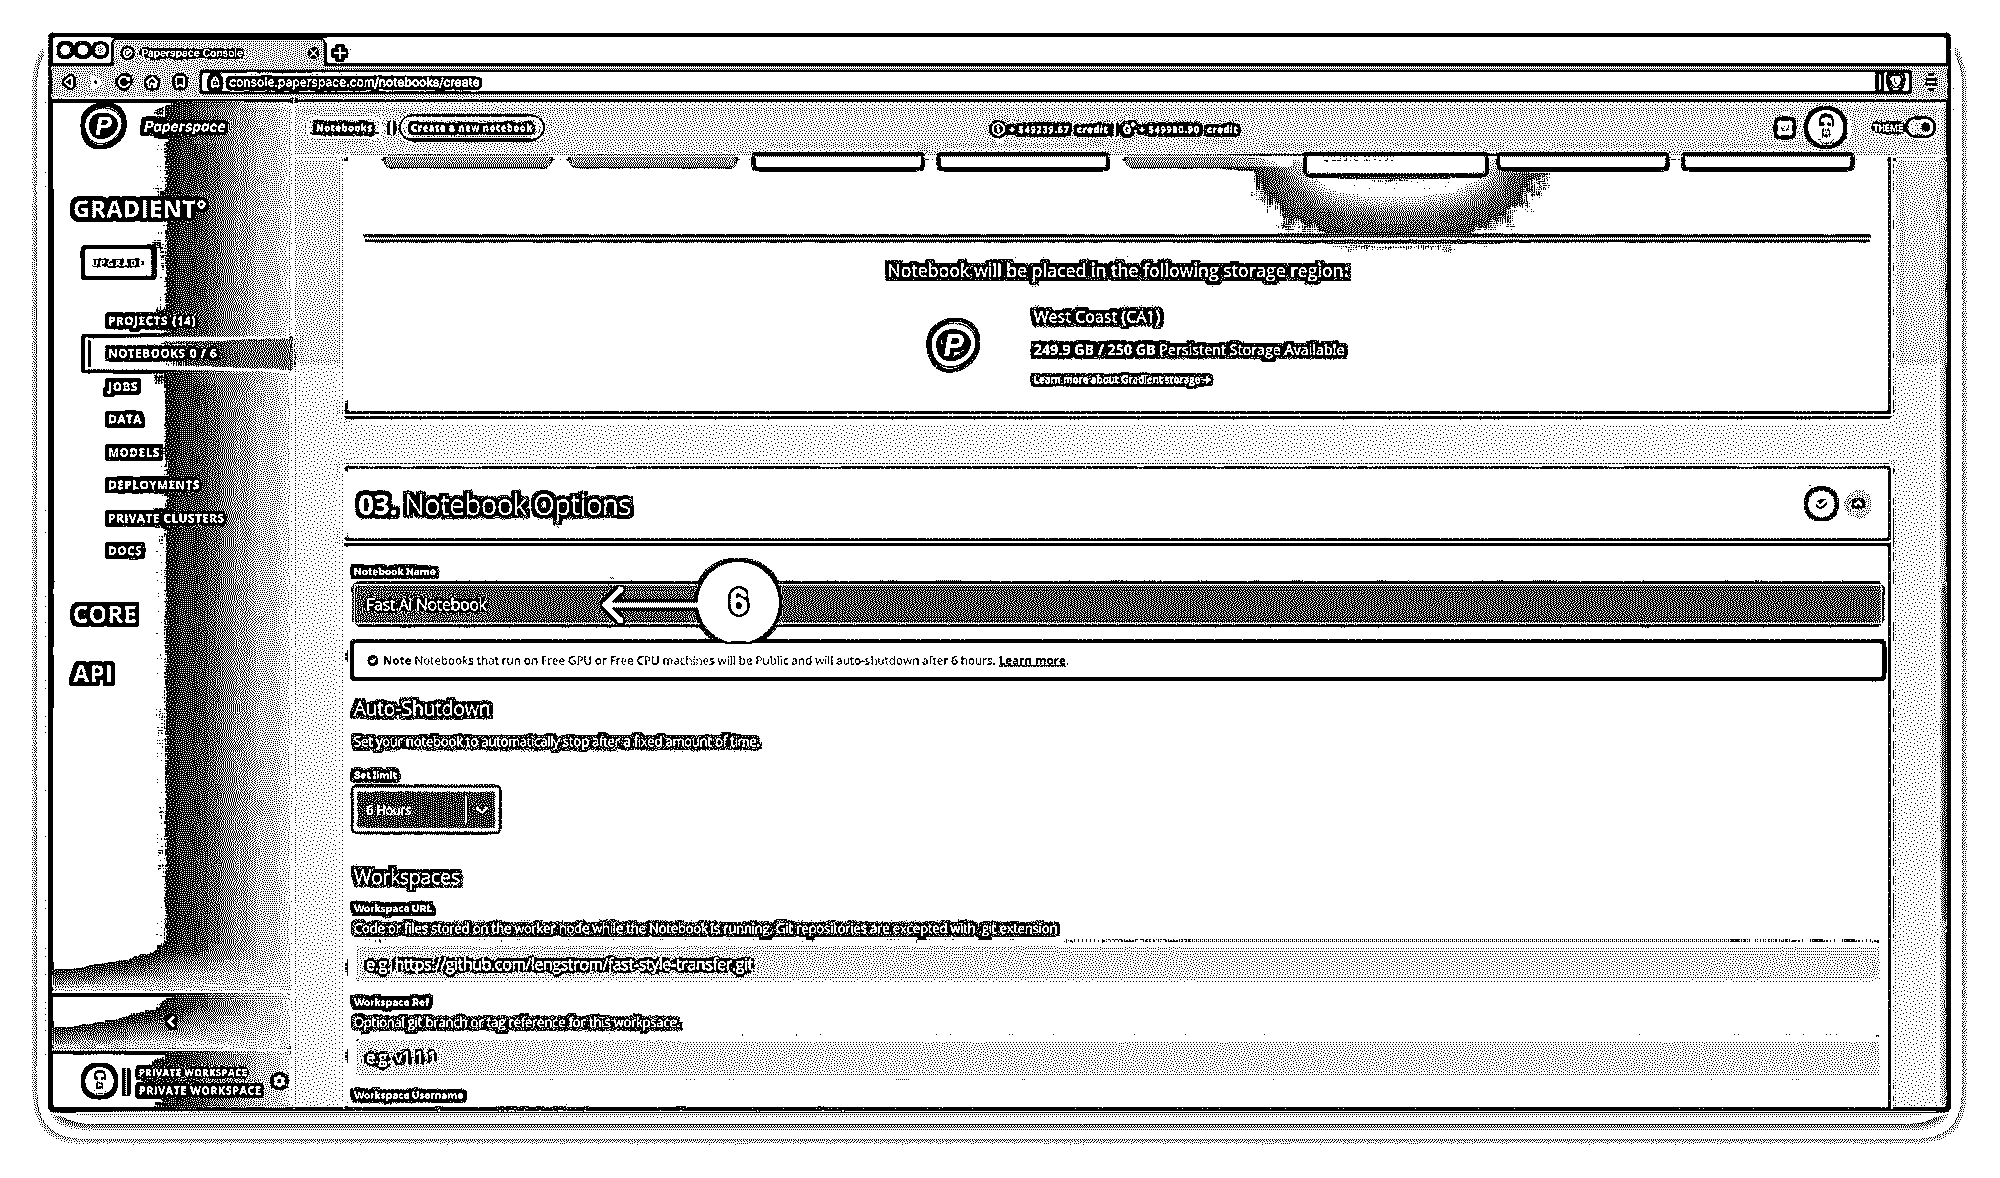 Paperspace Console
console.paperspace.com/notebooks/create
Paperspace
Notebooks
Create a new notebook
credit
credit
THEME
GRADIENT°
UPGRADE
PROJECTS (14)
NOTEBOOKS 0 / 6
JOBS
DATA
MODELS
DEPLOYMENTS
PRIVATE CLUSTERS
DOCS
CORE
API
PRIVATE WORKSPACE
PRIVATE WORKSPACE
Notebook will be placed in the following storage region:
West Coast (CA1)
249.9 GB / 250 GB Persistent Storage Available
Learn more about Gradient storage
03. Notebook Options
Notebook Name
Fast.AI Notebook
6
Note Notebooks that run on Free GPU or Free CPU machines will be Public and will auto-shutdown after 6 hours. Learn more.
Auto-Shutdown
Set your notebook to automatically stop after a fixed amount of time.
Set limit
6 Hours
Workspaces
Workspace URL
Code or files stored on the worker node while the Notebook is running. Git repositories are excepted with .git extension
e.g. https://github.com/lengstrom/fast-style-transfer.git
Workspace Ref
Optional git branch or tag reference for this workpsace.
Workspace Username